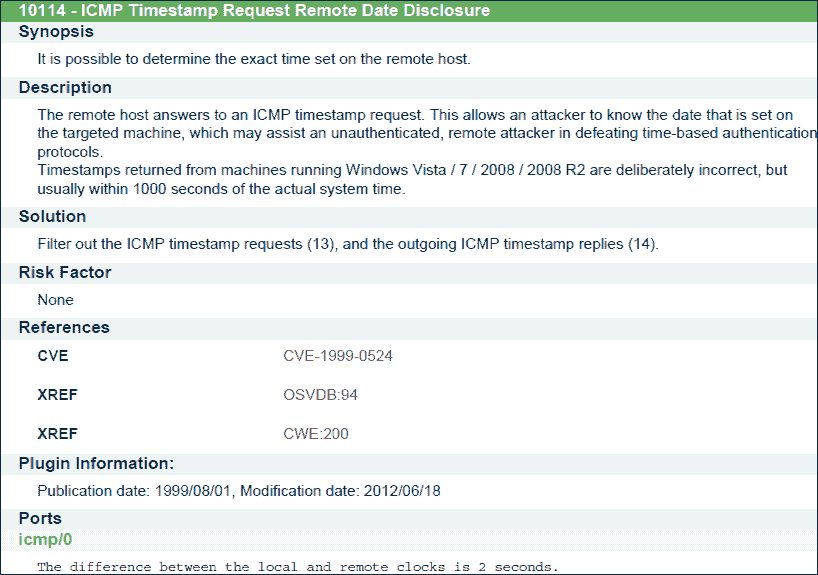 10114 - ICMP Timestamp Request Remote Date Disclosure
Synopsis
It is possible to determine the exact time set on the remote host.
Description
The remote host answers to an ICMP timestamp request. This allows an attacker to know the date that is set on
the targeted machine, which may assist an unauthenticated, remote attacker in defeating time-based authentication
protocols.
Timestamps returned from machines running Windows Vista / 7 / 2008 / 2008 R2 are deliberately incorrect, but
usually within 1000 seconds of the actual system time.
Solution
Filter out the ICMP timestamp requests (13), and the outgoing ICMP timestamp replies (14).
Risk Factor
None
References
CVE CVE-1999-0524
XREF OSVDB:94
XREF CWE:200
Plugin Information:
Publication date: 1999/08/01, Modification date: 2012/06/18
Ports
icmp/0
The difference between the local and remote clocks is 2 seconds.